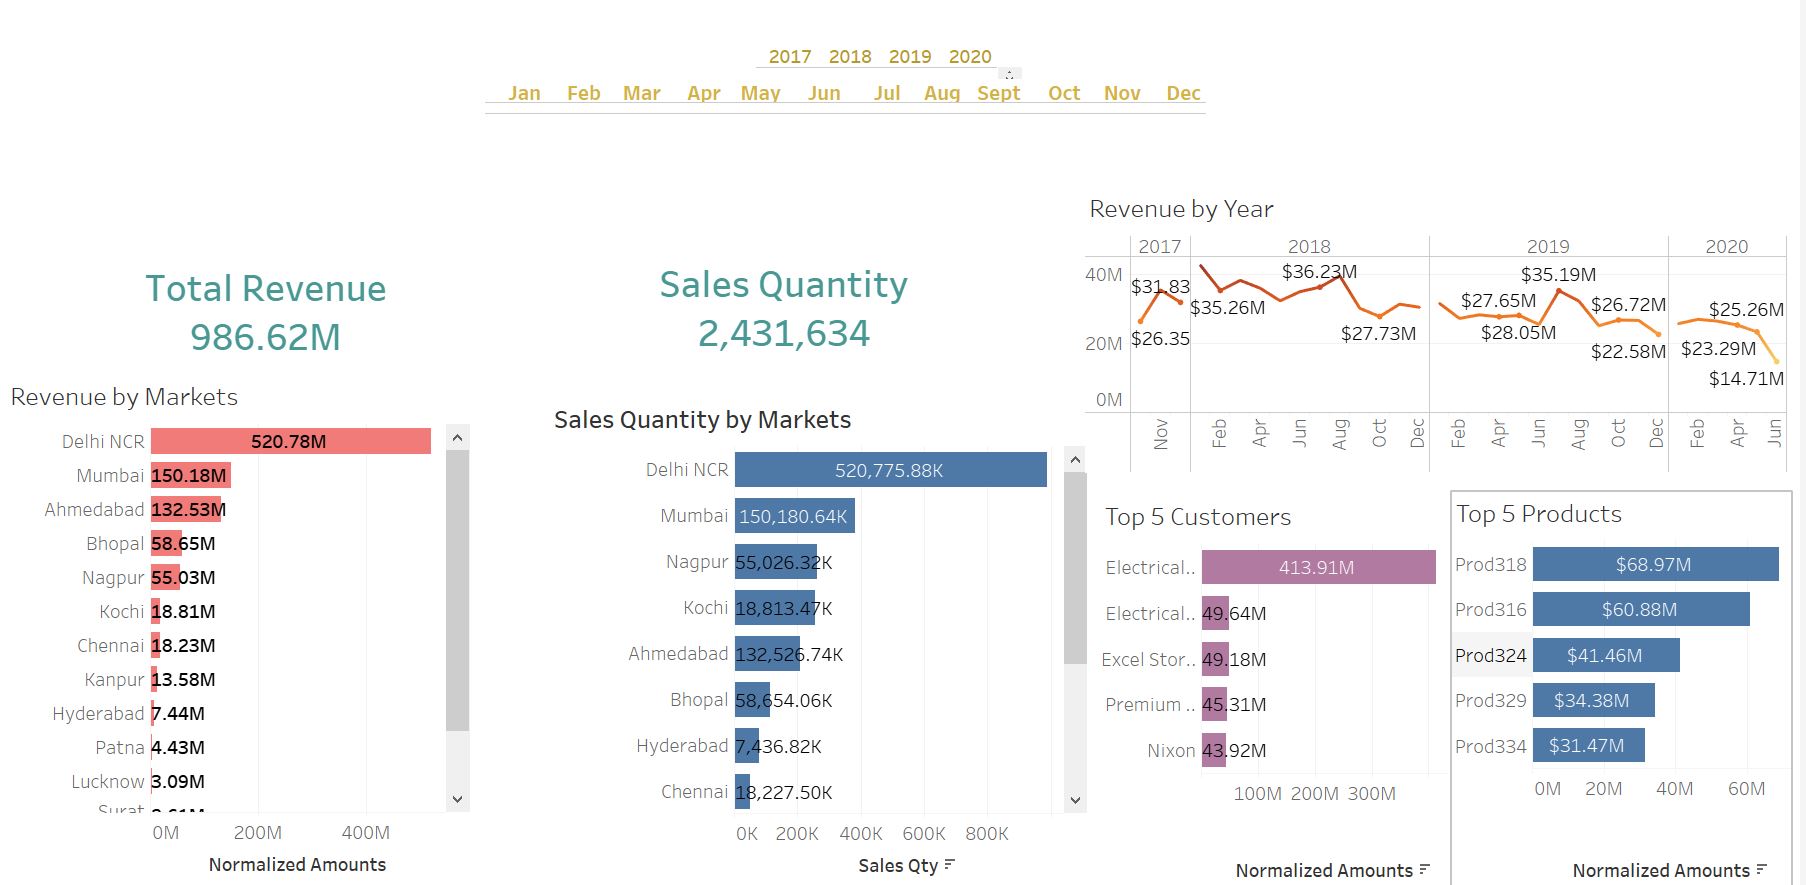 2017 2018 2019 2020
Jan Feb Mar Apr May Jun Jul Aug Sept Oct Nov Dec
Total Revenue
986.62M
Sales Quantity
2,431,634
Revenue by Year
2017 2018 2019 2020
40M
20M
0M
$31.83
$26.35
$35.26M
$36.23M
$27.73M
$27.65M
$28.05M
$35.19M
$26.72M
$22.58M
$25.26M
$23.29M
$14.71M
Nov Feb Apr Jun Aug Oct Dec Feb Apr Jun Aug Oct Dec Feb Apr Jun
Revenue by Markets
Delhi NCR 520.78M
Mumbai 150.18M
Ahmedabad 132.53M
Bhopal 58.65M
Nagpur 55.03M
Kochi 18.81M
Chennai 18.23M
Kanpur 13.58M
Hyderabad 7.44M
Patna 4.43M
Lucknow 3.09M
Surat
0M 200M 400M
Normalized Amounts
Sales Quantity by Markets
Delhi NCR 520,775.88K
Mumbai 150,180.64K
Nagpur 55,026.32K
Kochi 18,813.47K
Ahmedabad 132,526.74K
Bhopal 58,654.06K
Hyderabad 7,436.82K
Chennai 18,227.50K
0K 200K 400K 600K 800K
Sales Qty
Top 5 Customers
Electrical.. 413.91M
Electrical.. 49.64M
Excel Stor.. 49.18M
Premium .. 45.31M
Nixon 43.92M
100M 200M 300M
Normalized Amounts
Top 5 Products
Prod318 $68.97M
Prod316 $60.88M
Prod324 $41.46M
Prod329 $34.38M
Prod334 $31.47M
0M 20M 40M 60M
Normalized Amounts